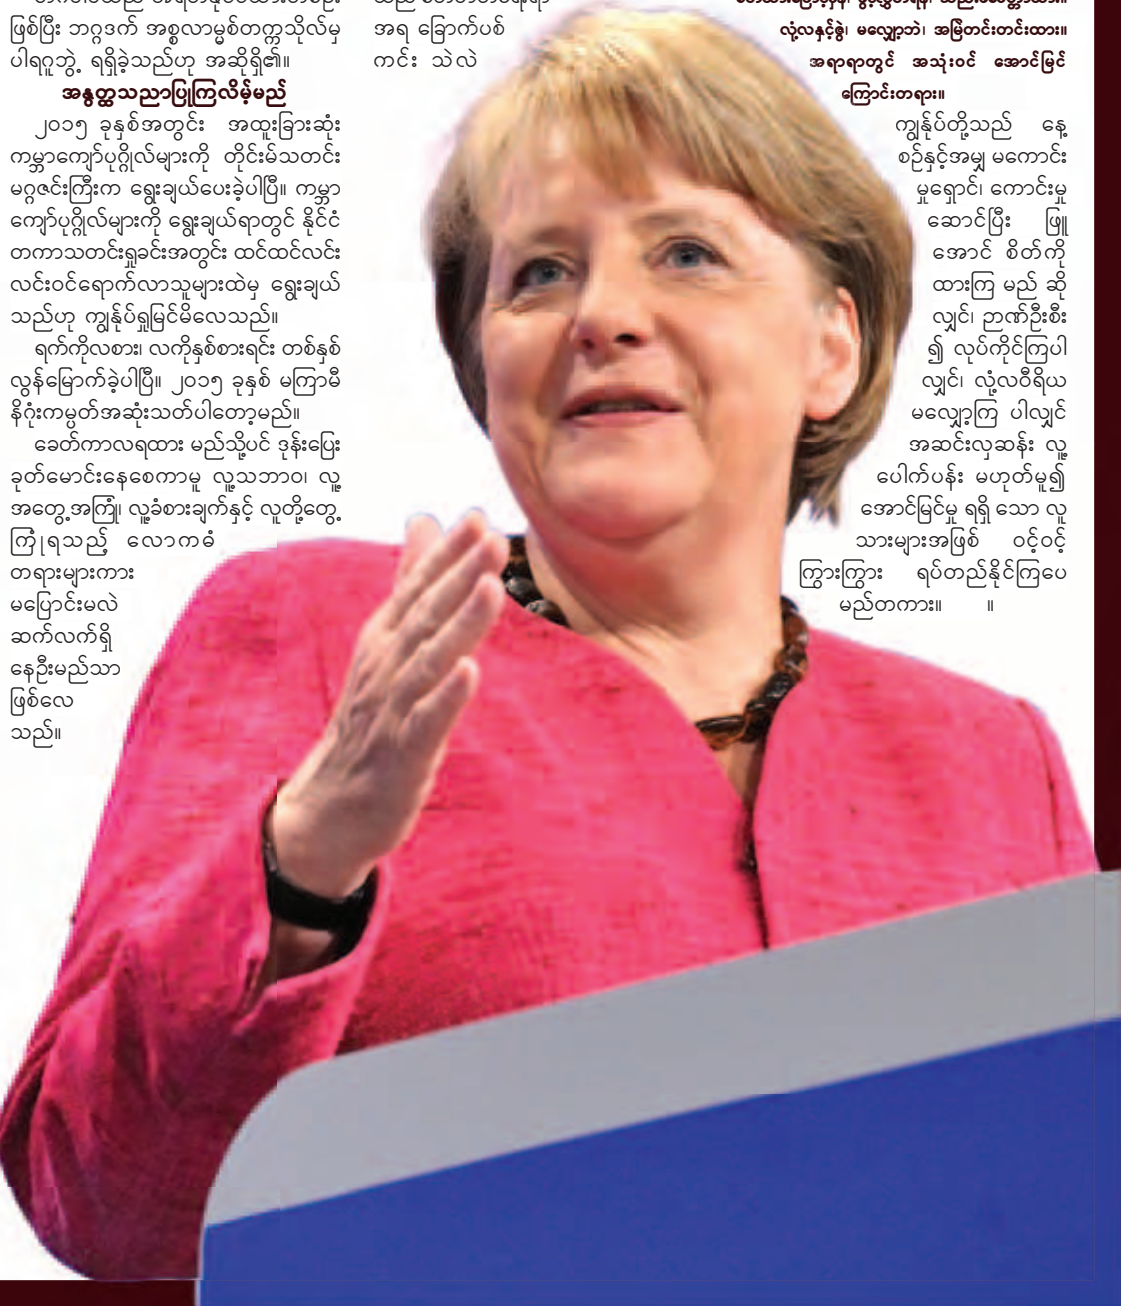 ဖြစ်ပြီး ဘဂ္ဂဒက် အစ္စလာမ္မစ်တက္ကသိုလ်မှ
ပါရဂူဘွဲ့ ရရှိခဲ့သည်ဟု အဆိုရှိ၏။
အနတ္တသညာပြုကြလိမ့်မည်
၂၀၁၅ ခုနှစ်အတွင်း အထူးခြားဆုံး
ကမ္ဘာကျော်ပုဂ္ဂိုလ်များကို တိုင်းမ်သတင်း
မဂ္ဂဇင်းကြီးက ရွေးချယ်ပေးခဲ့ပါပြီ။ ကမ္ဘာ
ကျော်ပုဂ္ဂိုလ်များကို ရွေးချယ်ရာတွင် နိုင်ငံ
တကာသတင်းရှုခင်းအတွင်း ထင်ထင်လင်း
လင်းဝင်ရောက်လာသူများထဲမှ ရွေးချယ်
သည်ဟု ကျွန်ုပ်ရှုမြင်မိလေသည်။
ရက်ကိုလစား၊ လကိုနှစ်စားရင်း တစ်နှစ်
လွန်မြောက်ခဲ့ပါပြီ။ ၂၀၁၅ ခုနှစ် မကြာမီ
နိဂုံးကမ္ပတ်အဆုံးသတ်ပါတော့မည်။
ခေတ်ကာလရထား မည်သို့ပင် ဒုန်းပြေး
ခုတ်မောင်းနေစေကာမူ လူ့သဘာဝ၊ လူ့
အတွေ့အကြုံ၊ လူ့ခံစားချက်နှင့် လူတို့တွေ့
ကြုံရသည့် လောကဓံ
တရားများကား
မပြောင်းမလဲ
ဆက်လက်ရှိ
နေဦးမည်သာ
ဖြစ်လေ
သည်။
အရ ခြောက်ပစ်
ကင်း သဲလဲ
လုံ့လနှင့်စွဲ၊ မလျှော့ဘဲ၊ အမြဲတင်းတင်းထား။
အရာရာတွင် အသုံးဝင် အောင်မြင်
ကြောင်းတရား။
ကျွန်ုပ်တို့သည် နေ့
စဉ်နှင့်အမျှ မကောင်း
မှုရှောင်၊ ကောင်းမှု
ဆောင်ပြီး ဖြူ
အောင် စိတ်ကို
ထားကြ မည် ဆို
လျှင်၊ ဉာဏ်ဦးစီး
၍ လုပ်ကိုင်ကြပါ
လျှင်၊ လုံ့လဝီရိယ
မလျှော့ကြ ပါလျှင်
အဆင်းလှဆန်း လူ့
ပေါက်ပန်း မဟုတ်မူ၍
အောင်မြင်မှု ရရှိ သော လူ
သားများအဖြစ် ဝင့်ဝင့်
ကြွားကြွား ရပ်တည်နိုင်ကြပေ
မည်တကား။ ။